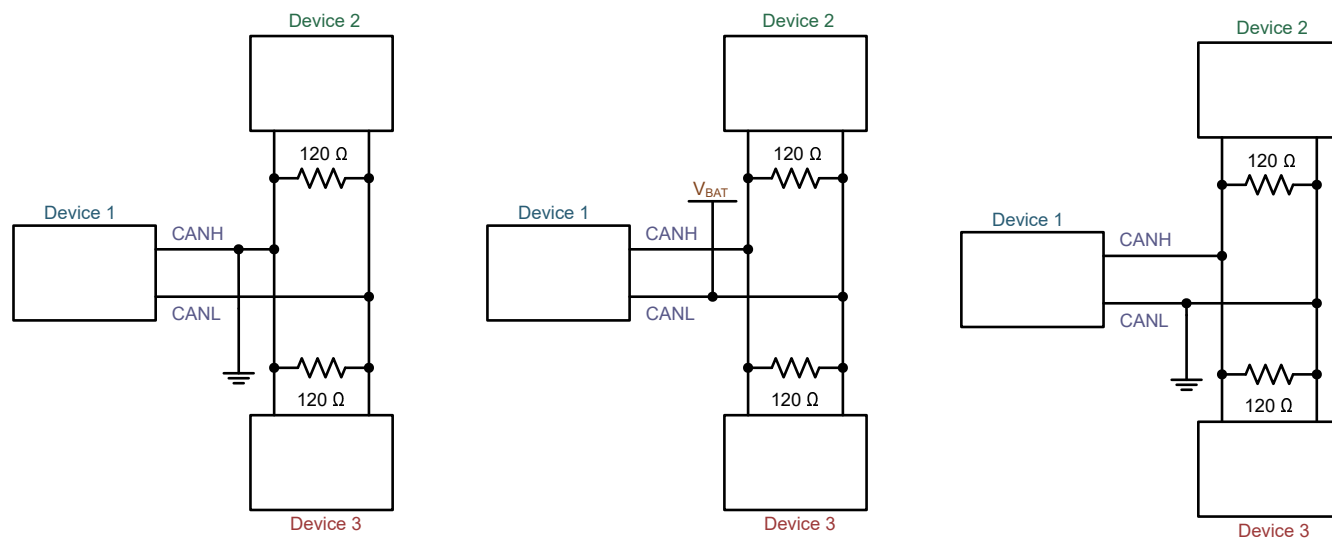 Device 2
120 Ω
Device 1
CANH
CANL
120 Ω
Device 3
Device 2
120 Ω
VBAT
Device 1
CANH
CANL
120 Ω
Device 3
Device 2
120 Ω
Device 1
CANH
CANL
120 Ω
Device 3